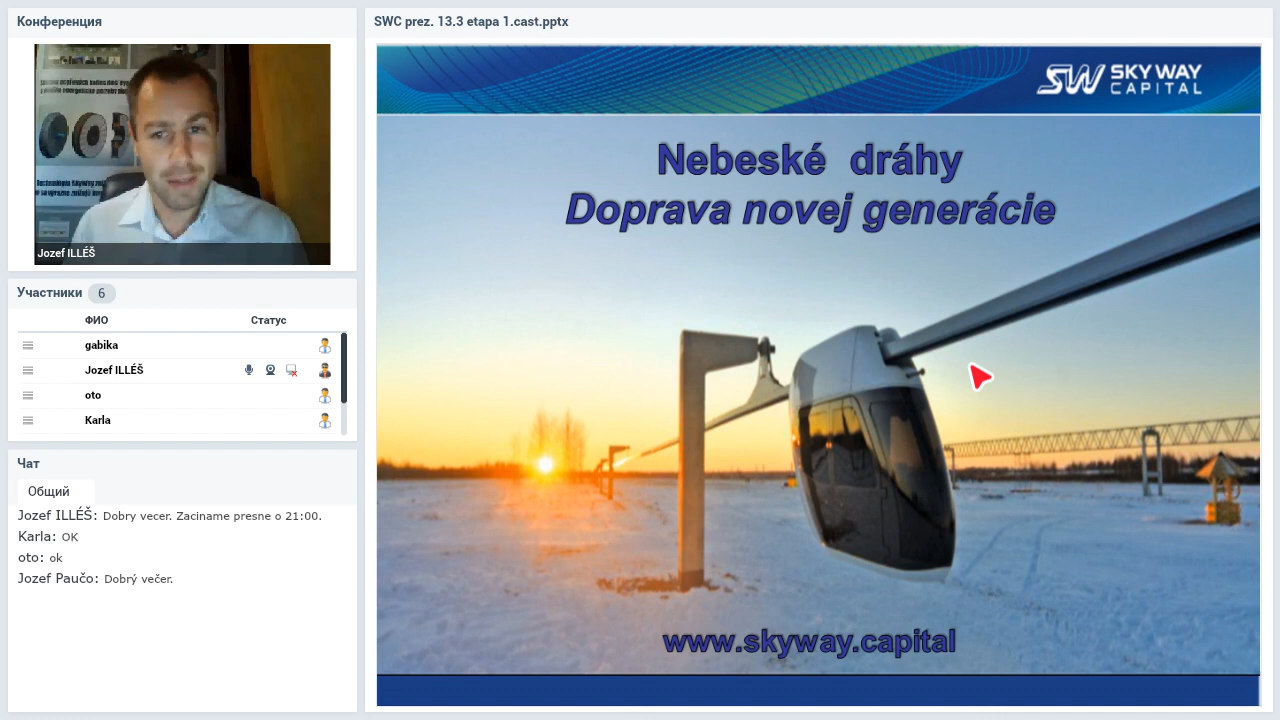 Конференция
Jozef ILLÉŠ
Участники 6
ФИО Статус
gabika
Jozef ILLÉŠ
oto
Karla
Чат
Общий
Jozef ILLÉŠ: Dobry vecer. Zaciname presne o 21:00.
Karla: OK
oto: ok
Jozef Paučo: Dobrý večer.
SWC prez. 13.3 etapa 1.cast.pptx
SW SKY WAY
CAPITAL
Nebeské dráhy
Doprava novej generácie
www.skyway.capital